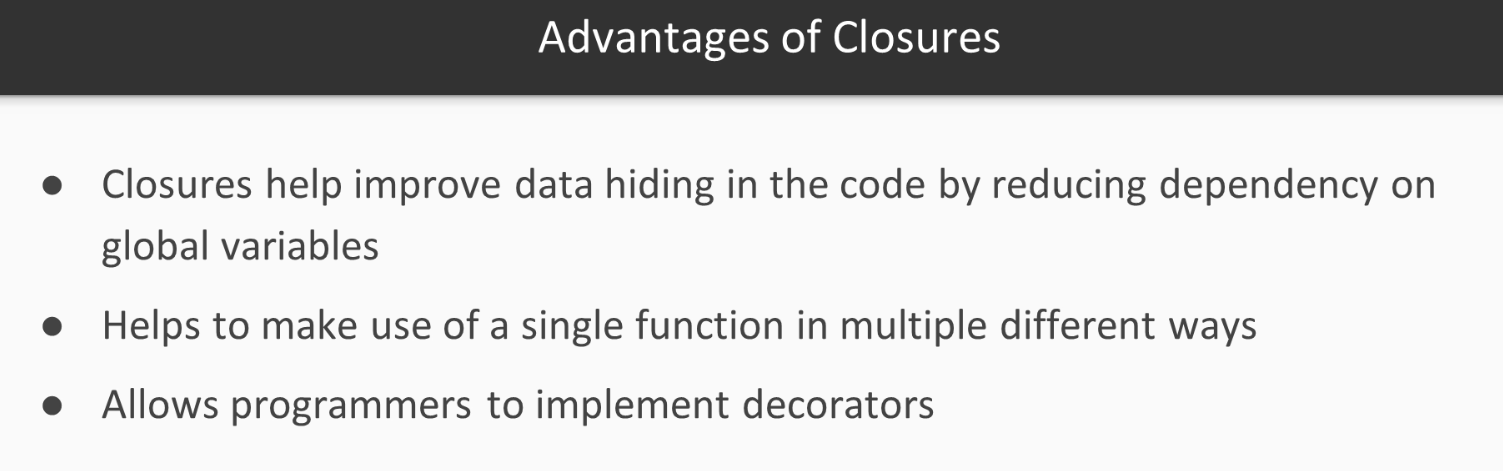 Advantages of Closures
● Closures help improve data hiding in the code by reducing dependency on
global variables
● Helps to make use of a single function in multiple different ways
● Allows programmers to implement decorators